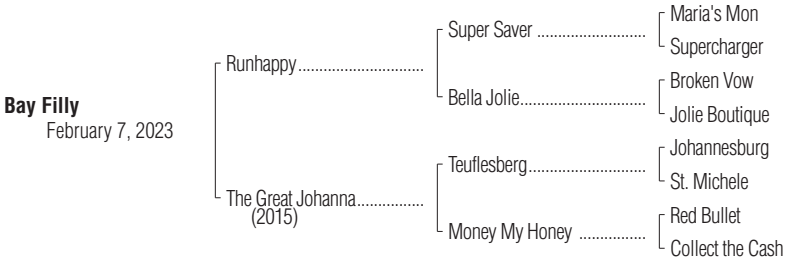 Maria's Mon
Super Saver ..........................
Supercharger
Runhappy..............................
Broken Vow
Bella Jolie..............................
Jolie Boutique
Bay Filly
February 7, 2023
Johannesburg
Teuflesberg............................
St. Michele
The Great Johanna................
(2015)
Red Bullet
Money My Honey ................
Collect the Cash